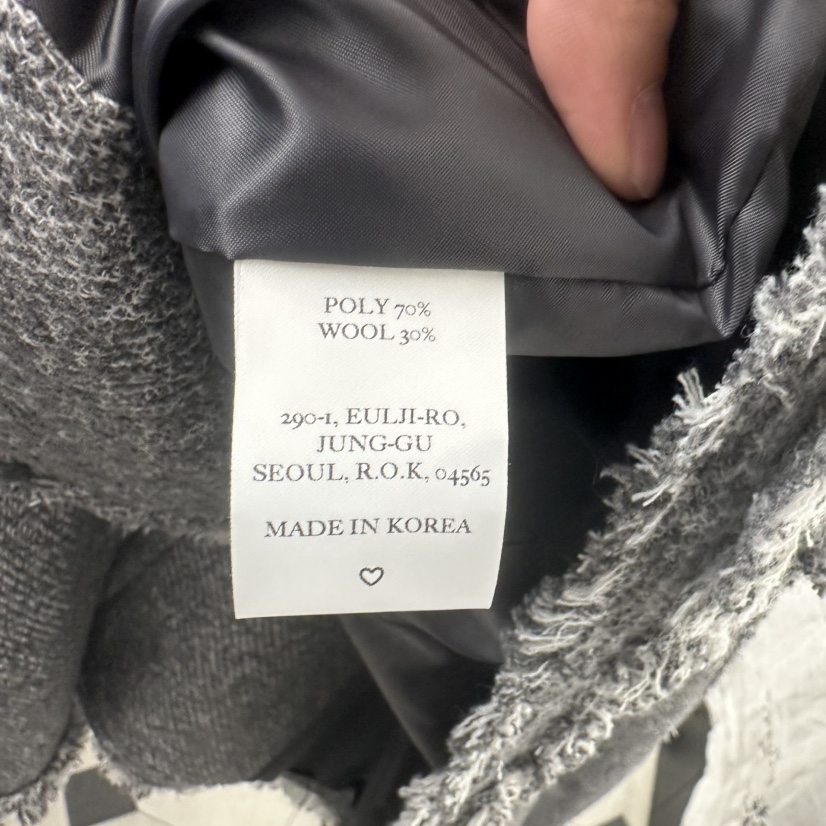 POLY 70%
WOOL 30%
290-1, EULJI-RO,
JUNG-GU
SEOUL, R.O.K, 04565
MADE IN KOREA